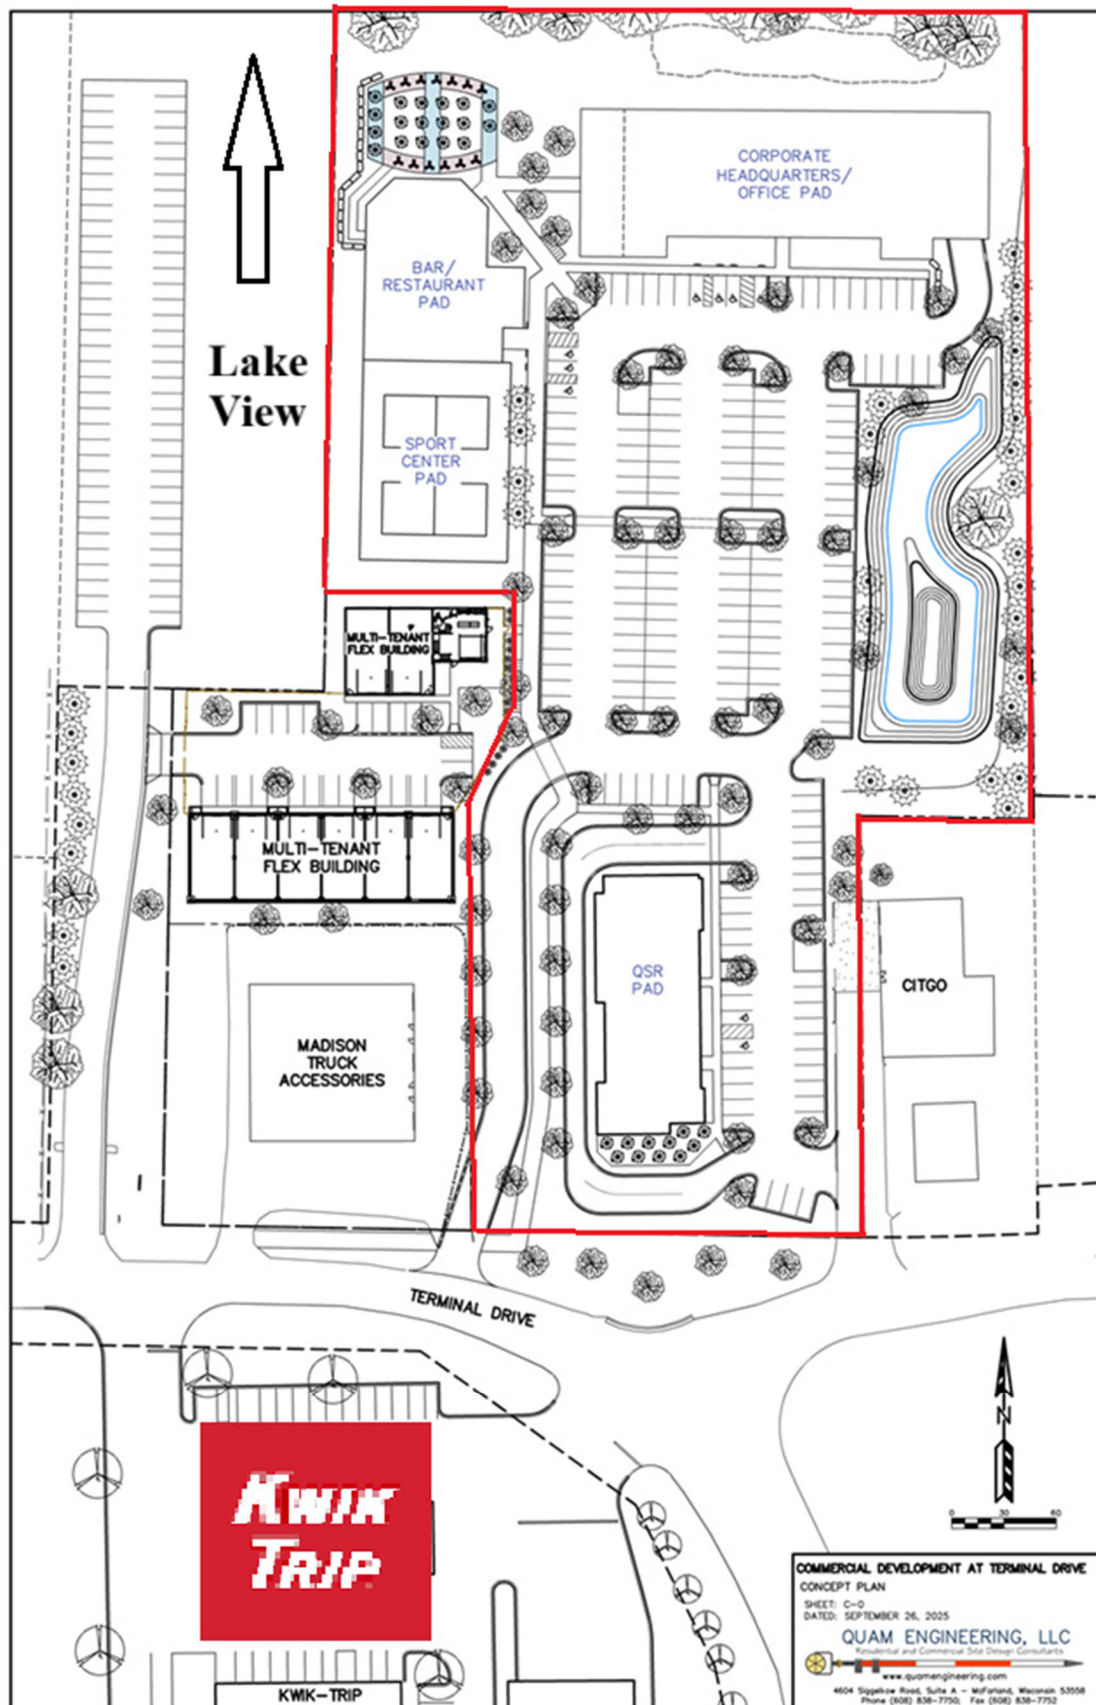 CORPORATE
HEADQUARTERS/
OFFICE PAD
BAR/
RESTAURANT
PAD
Lake
View
SPORT
CENTER
PAD
MULTI-TENANT
FLEX BUILDING
MULTI-TENANT
FLEX BUILDING
QSR
PAD
CITGO
MADISON
TRUCK
ACCESSORIES
TERMINAL DRIVE
N
0 30 60
KWIK
TRIP
KWIK-TRIP
COMMERCIAL DEVELOPMENT AT TERMINAL DRIVE
CONCEPT PLAN
SHEET: C-0
DATED: SEPTEMBER 26, 2025
QUAM ENGINEERING, LLC
Residential and Commercial Site Design Consultants
www.quamengineering.com
4604 Siggelkow Road, Suite A - McFarland, Wisconsin 53558
Phone (608) 838-7750; Fax (608) 838-7752